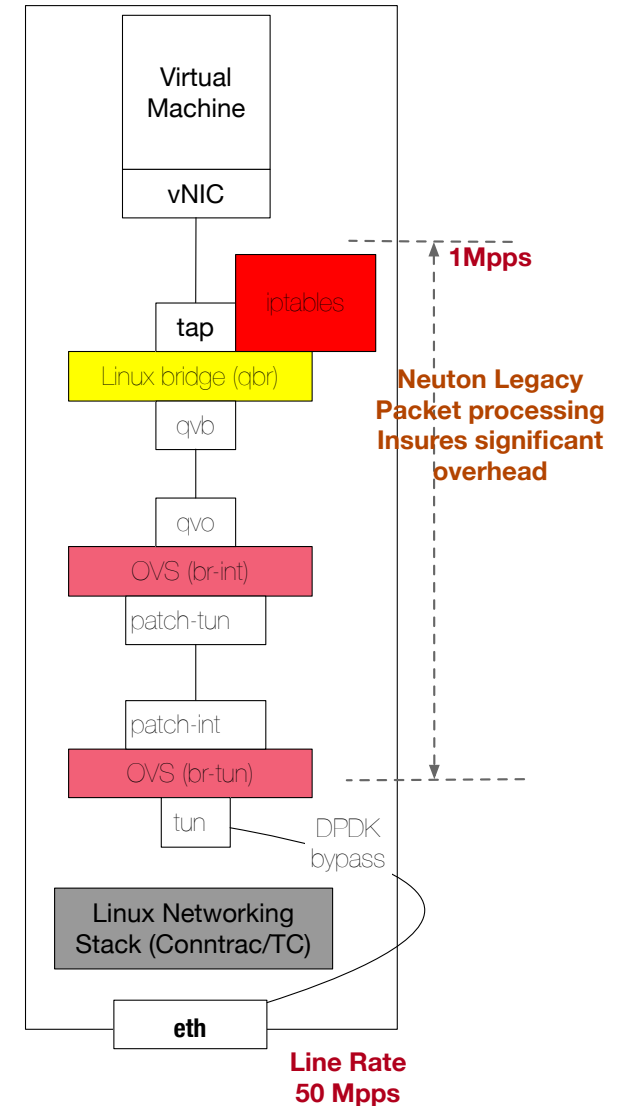 Virtual
Machine
vNIC
1Mpps
iptables
tap
Linux bridge (qbr)
Neuton Legacy
Packet processing
Insures significant
overhead
qvb
qvo
OVS (br-int)
patch-tun
patch-int
OVS (br-tun)
tun
DPDK
bypass
Linux Networking
Stack (Conntrac/TC)
eth
Line Rate
50 Mpps